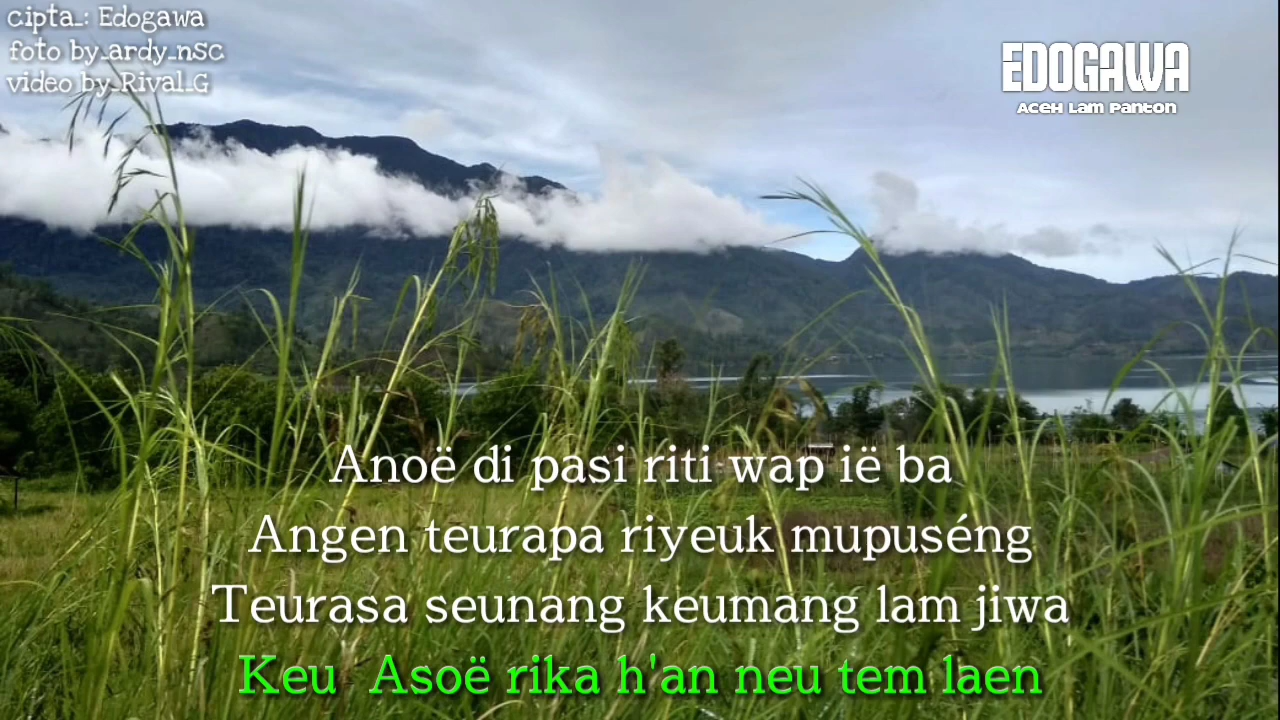 cipta_: Edogawa
foto by_ardy_nsc
video by_Rival_G
EDOGAWA
ACEH LAM PANTON
Anoë di pasi riti wap ië ba
Angen teurapa riyeuk mupuséng
Teurasa seunang keumang lam jiwa
Keu Asoë rika h'an neu tem laen